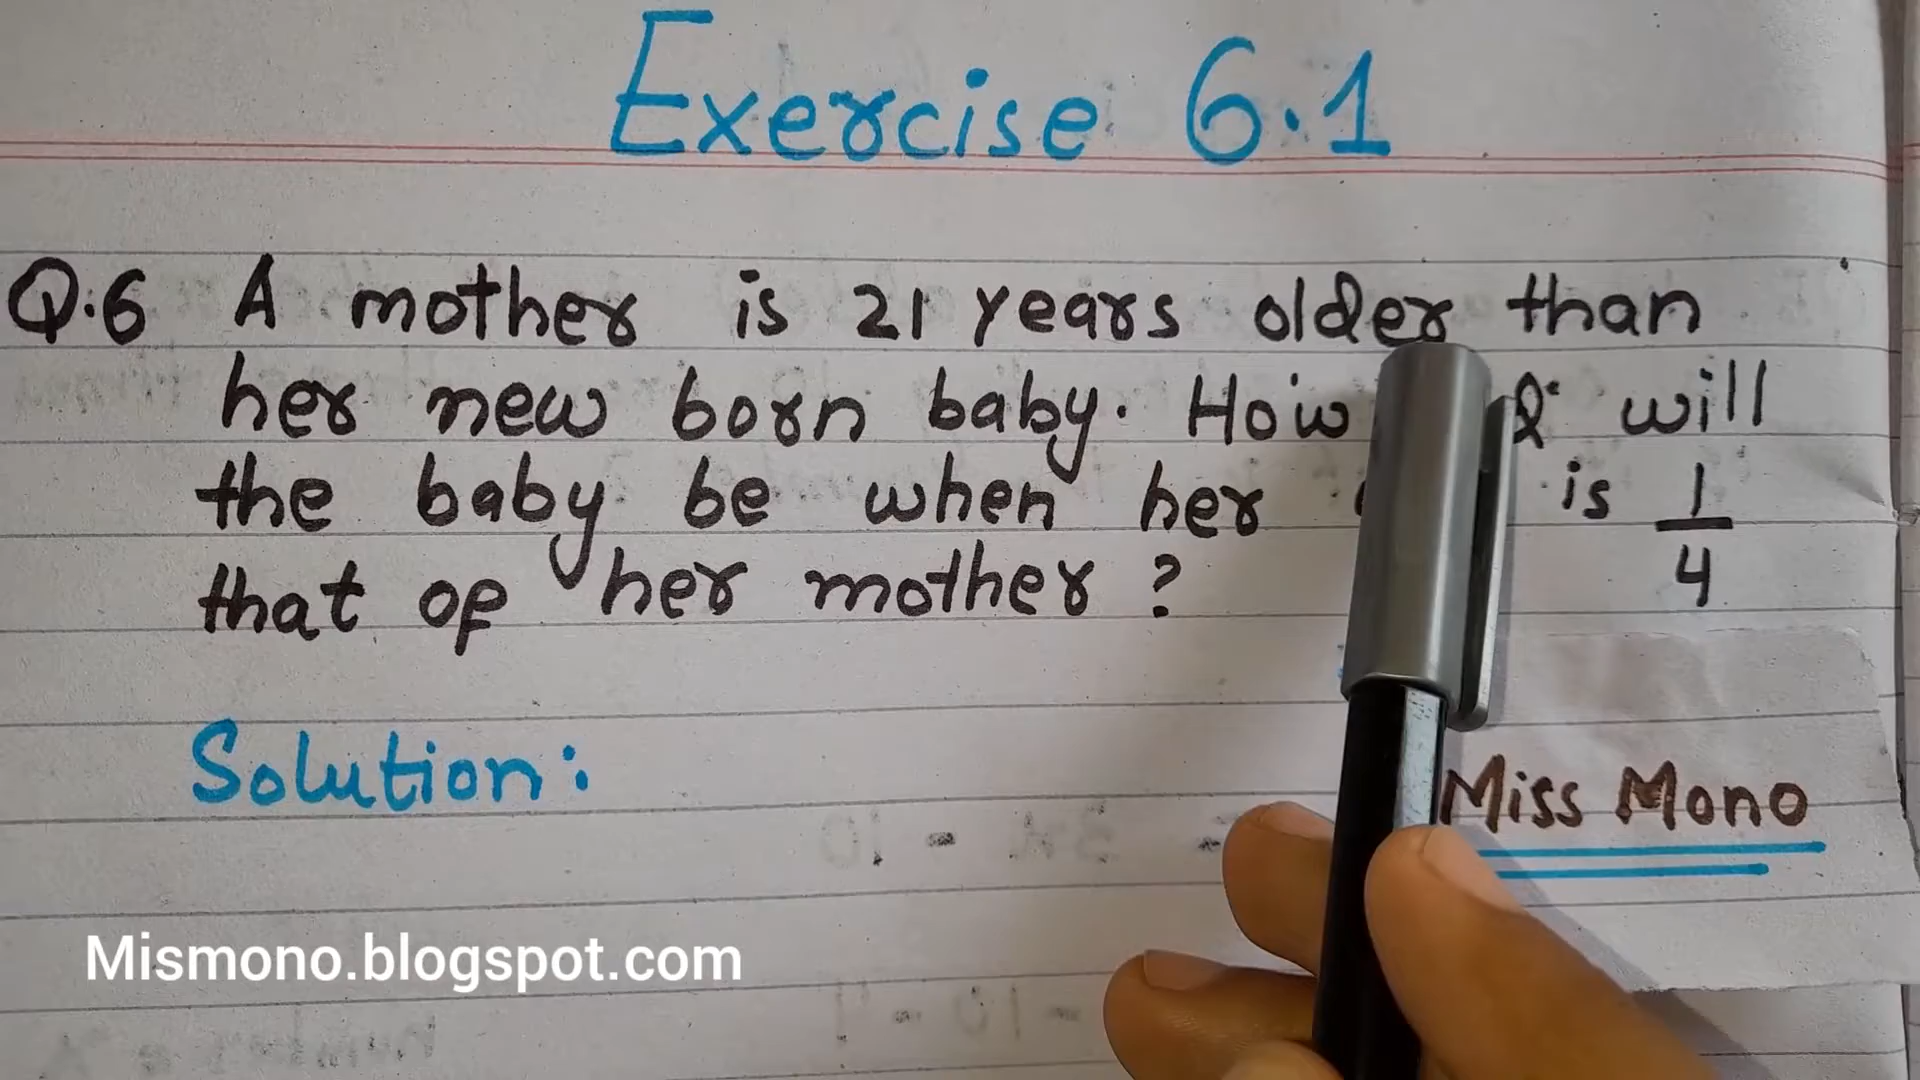 Exercise 6.1
Q.6 A mother is 21 years older than
her new born baby. How will
the baby be when her is 1/4
that of her mother ?
Solution:
Miss Mono
Mismono.blogspot.com